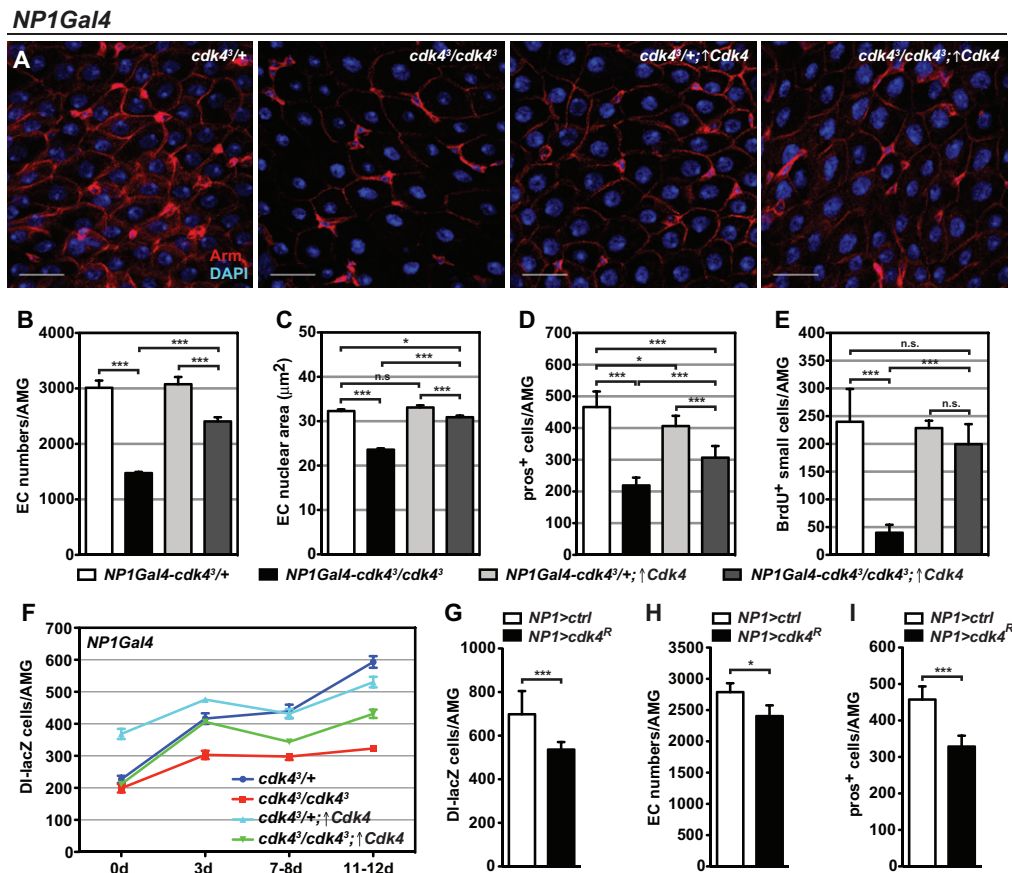 NP1Gal4
A
cdk4³/+
cdk4³/cdk4³
cdk4³/+;↑Cdk4
cdk4³/cdk4³;↑Cdk4
Arm
DAPI
B
EC numbers/AMG
4000
3000
2000
1000
0
***
***
***
C
EC nuclear area (µm²)
50
40
30
20
10
0
*
***
n.s
***
***
D
pros⁺ cells/AMG
700
600
500
400
300
200
100
0
***
*
***
***
***
E
BrdU⁺ small cells/AMG
400
350
300
250
200
150
100
50
0
n.s.
***
***
n.s.
NP1Gal4-cdk4³/+
NP1Gal4-cdk4³/cdk4³
NP1Gal4-cdk4³/+;↑Cdk4
NP1Gal4-cdk4³/cdk4³;↑Cdk4
F
NP1Gal4
Dl-lacZ cells/AMG
700
600
500
400
300
200
100
0
cdk4³/+
cdk4³/cdk4³
cdk4³/+;↑Cdk4
cdk4³/cdk4³;↑Cdk4
0d
3d
7-8d
11-12d
G
NP1>ctrl
NP1>cdk4ᴿ
Dl-lacZ cells/AMG
1000
800
600
400
200
0
***
H
NP1>ctrl
NP1>cdk4ᴿ
EC numbers/AMG
3500
3000
2500
2000
1500
1000
500
0
*
I
NP1>ctrl
NP1>cdk4ᴿ
pros⁺ cells/AMG
600
500
400
300
200
100
0
***